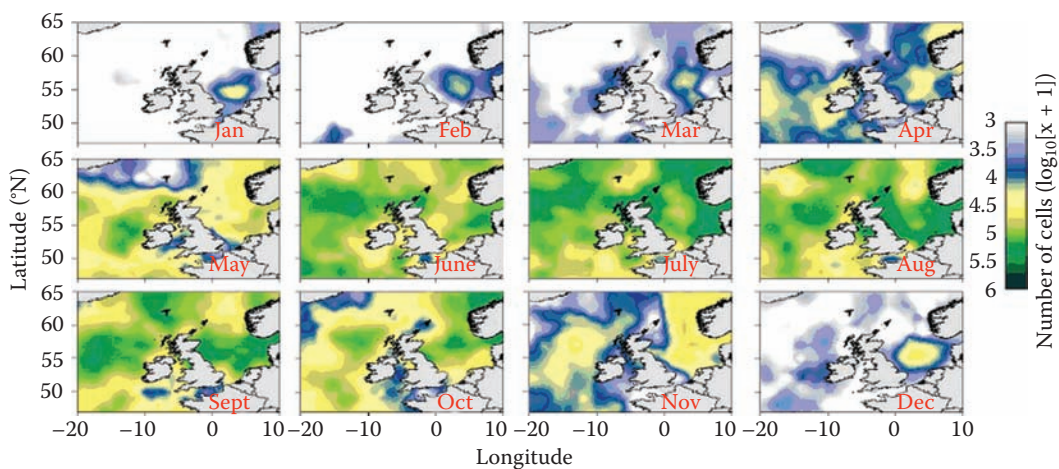 65
60
55
50
Jan
Feb
Mar
Apr
65
60
55
50
May
June
July
Aug
65
60
55
50
Sept
Oct
Nov
Dec
−20 −10 0 10 −20 −10 0 10 −20 −10 0 10 −20 −10 0 10
Longitude
Latitude (°N)
3
3.5
4
4.5
5
5.5
6
Number of cells (log10[x + 1])